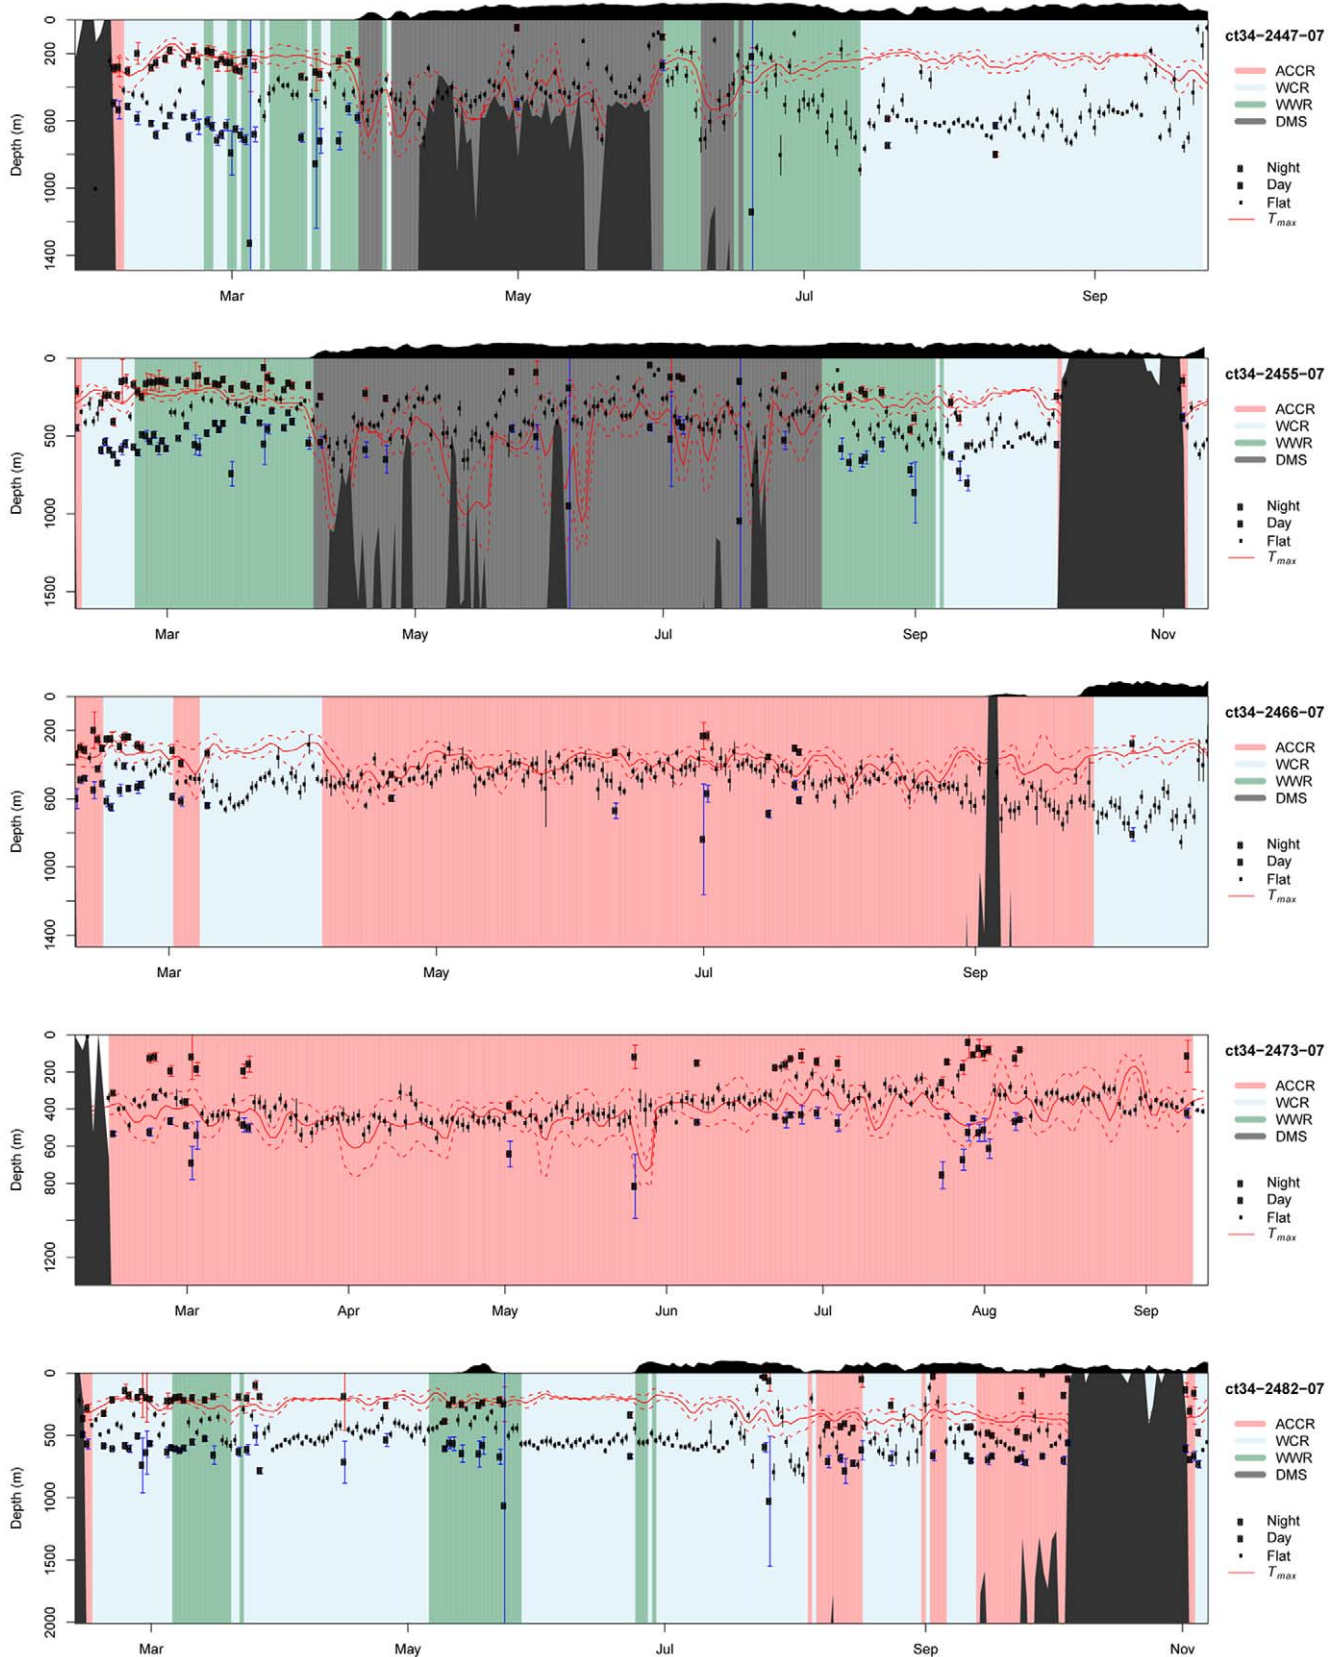 ct34−2447−07
0
200
600
1000
1400
Depth (m)
Mar
May
Jul
Sep
ACCR
WCR
WWR
DMS
Night
Day
Flat
Tmax
ct34−2455−07
0
500
1000
1500
Depth (m)
Mar
May
Jul
Sep
Nov
ACCR
WCR
WWR
DMS
Night
Day
Flat
Tmax
ct34−2466−07
0
200
600
1000
1400
Depth (m)
Mar
May
Jul
Sep
ACCR
WCR
WWR
DMS
Night
Day
Flat
Tmax
ct34−2473−07
0
200
400
600
800
1200
Depth (m)
Mar
Apr
May
Jun
Jul
Aug
Sep
ACCR
WCR
WWR
DMS
Night
Day
Flat
Tmax
ct34−2482−07
0
500
1000
1500
2000
Depth (m)
Mar
May
Jul
Sep
Nov
ACCR
WCR
WWR
DMS
Night
Day
Flat
Tmax